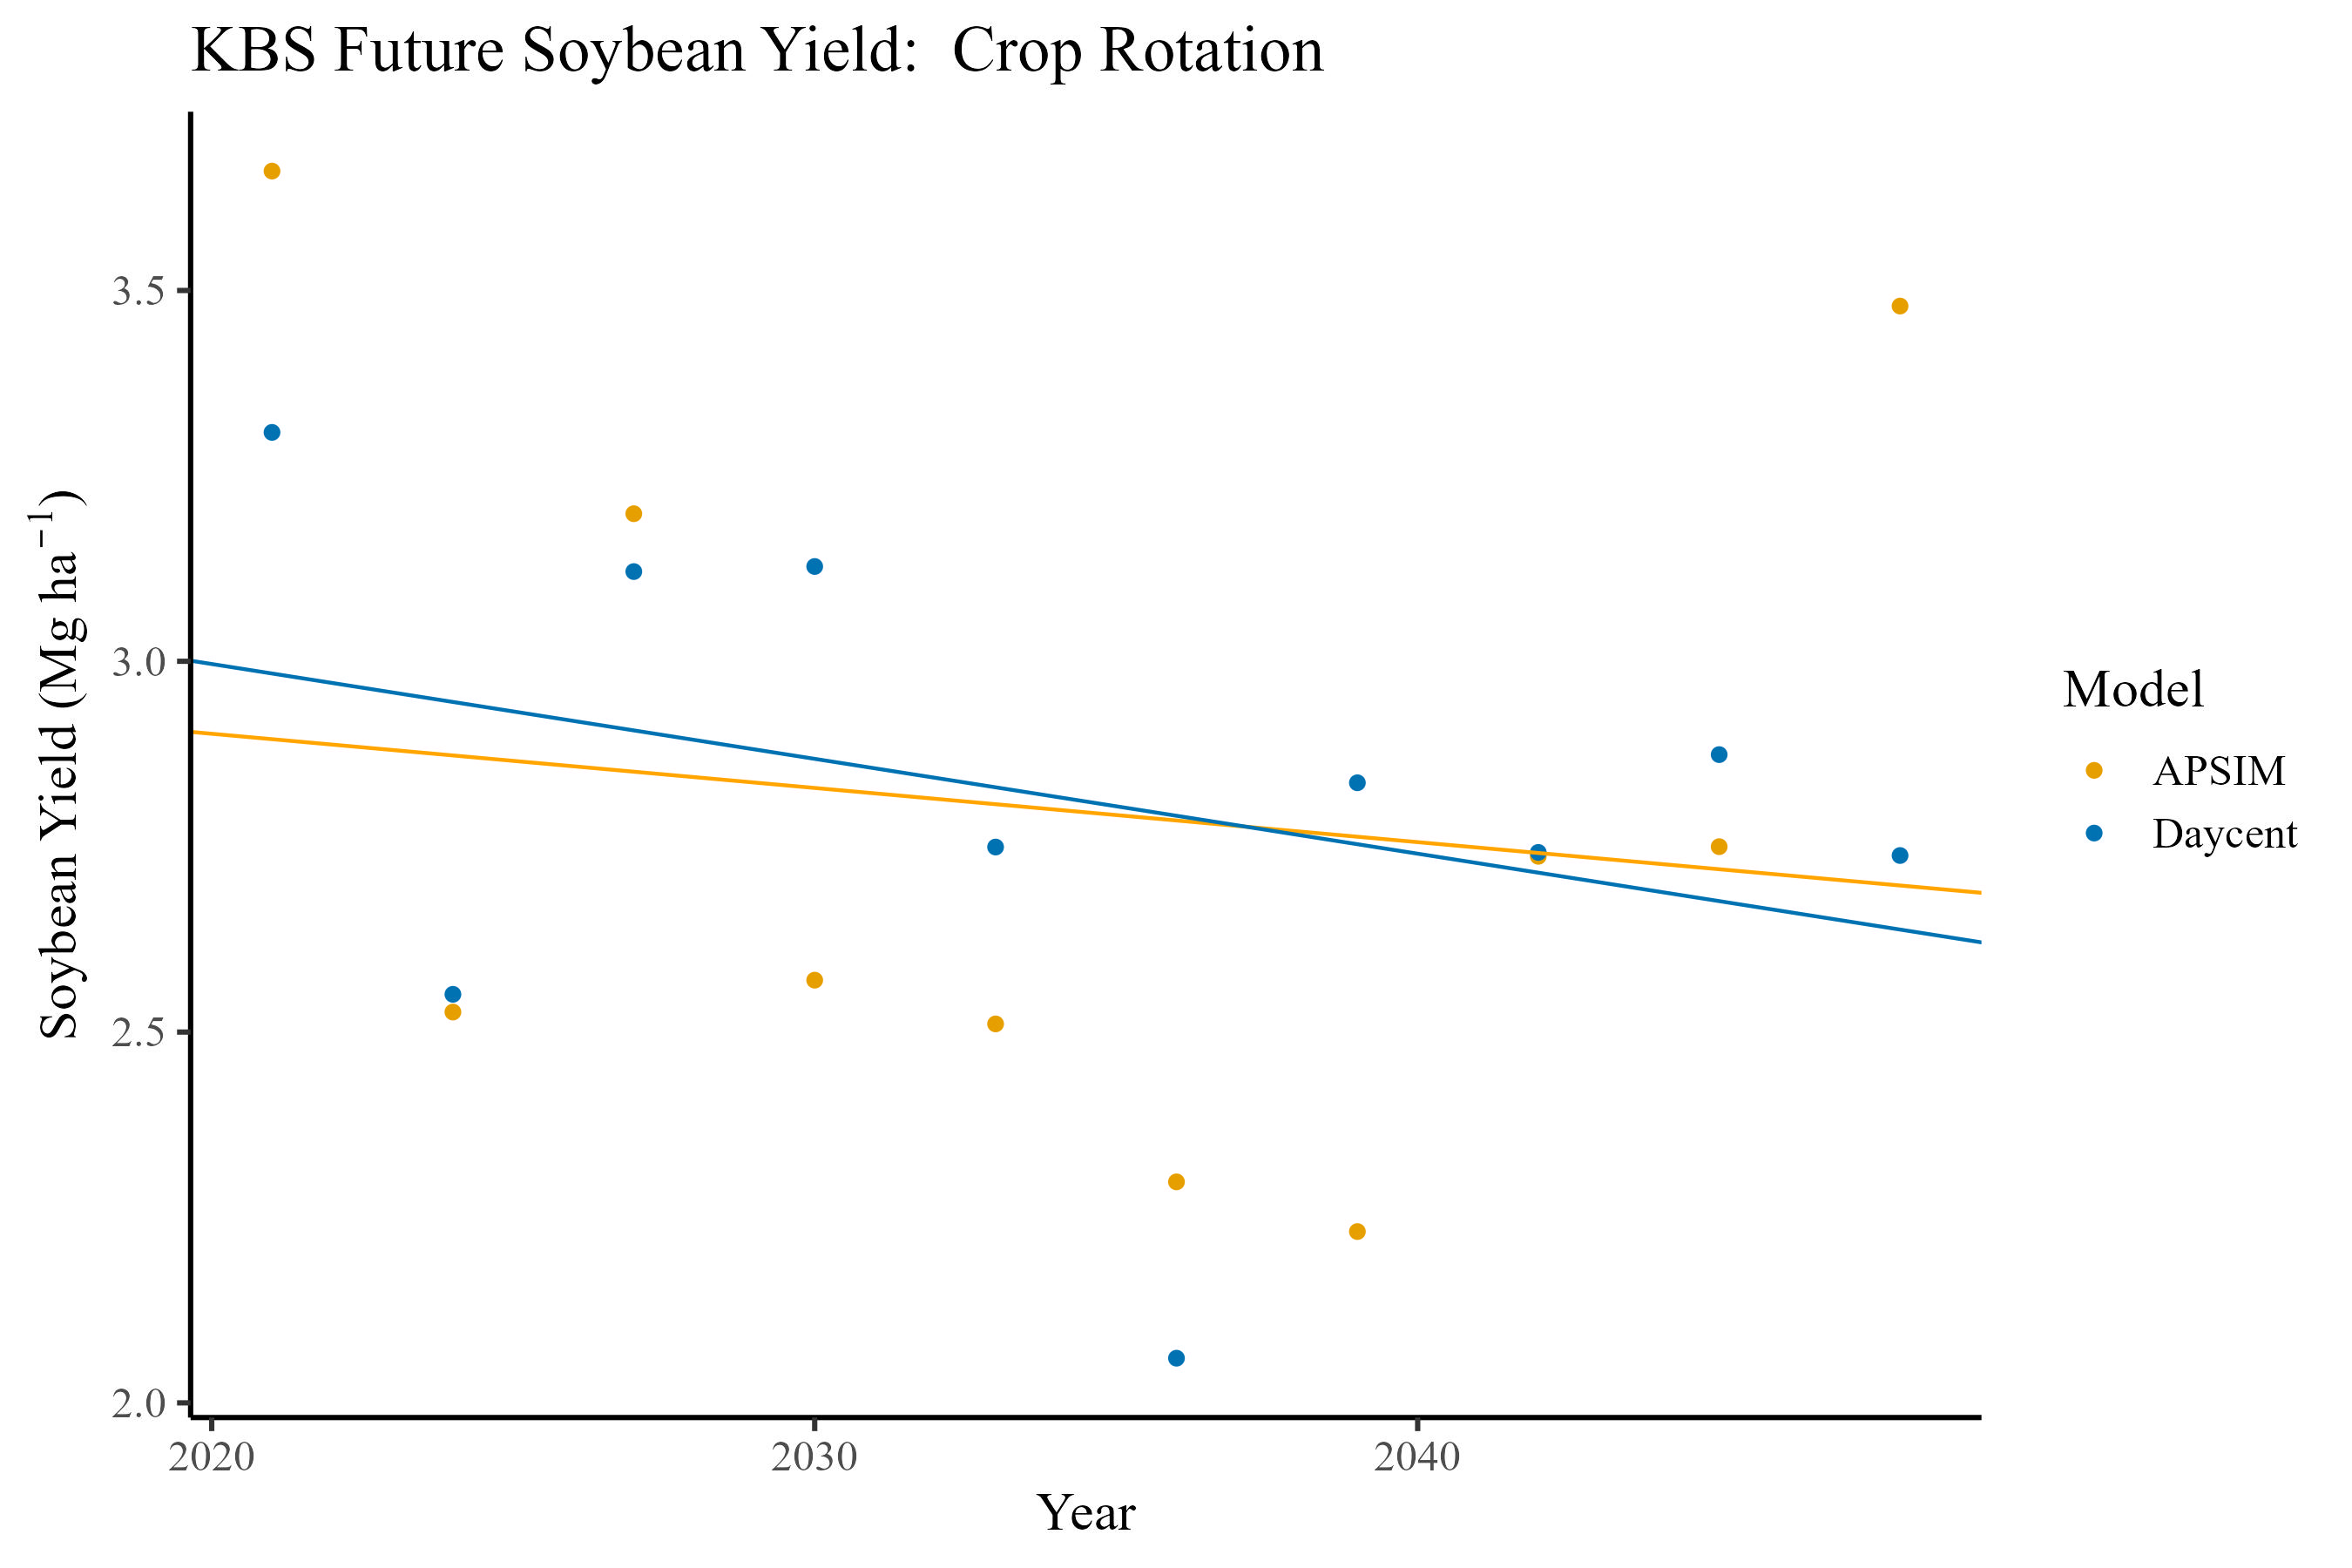 KBS Future Soybean Yield:  Crop Rotation
Soybean Yield (Mg ha⁻¹)
3.5
3.0
2.5
2.0
2020
2030
2040
Year
Model
APSIM
Daycent